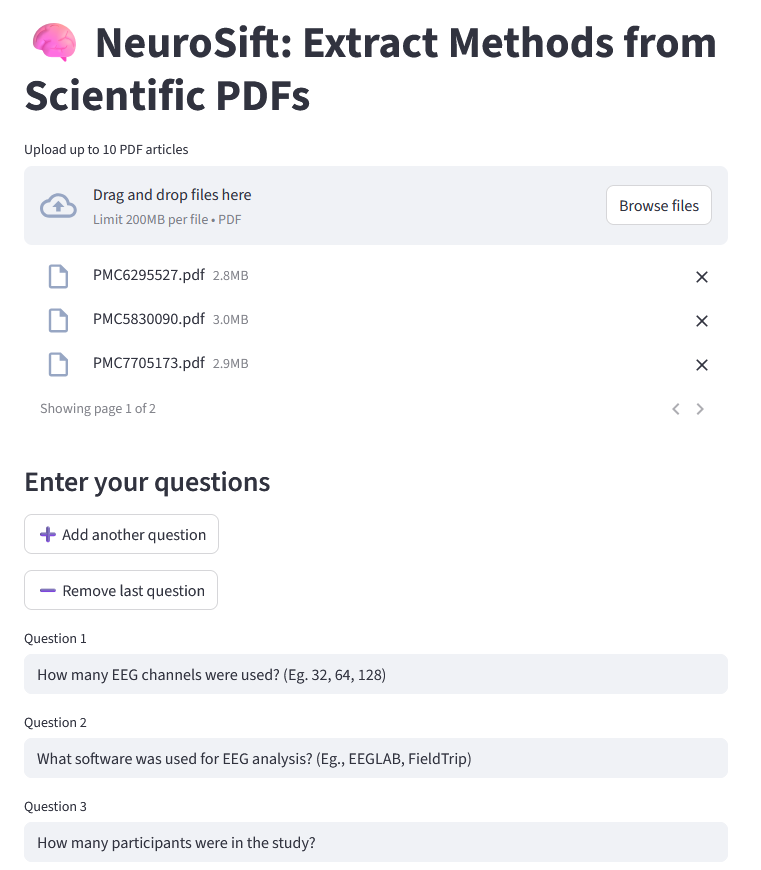 NeuroSift: Extract Methods from
Scientific PDFs
Upload up to 10 PDF articles
Drag and drop files here
Limit 200MB per file • PDF
Browse files
PMC6295527.pdf 2.8MB
PMC5830090.pdf 3.0MB
PMC7705173.pdf 2.9MB
Showing page 1 of 2
Enter your questions
Add another question
Remove last question
Question 1
How many EEG channels were used? (Eg. 32, 64, 128)
Question 2
What software was used for EEG analysis? (Eg., EEGLAB, FieldTrip)
Question 3
How many participants were in the study?